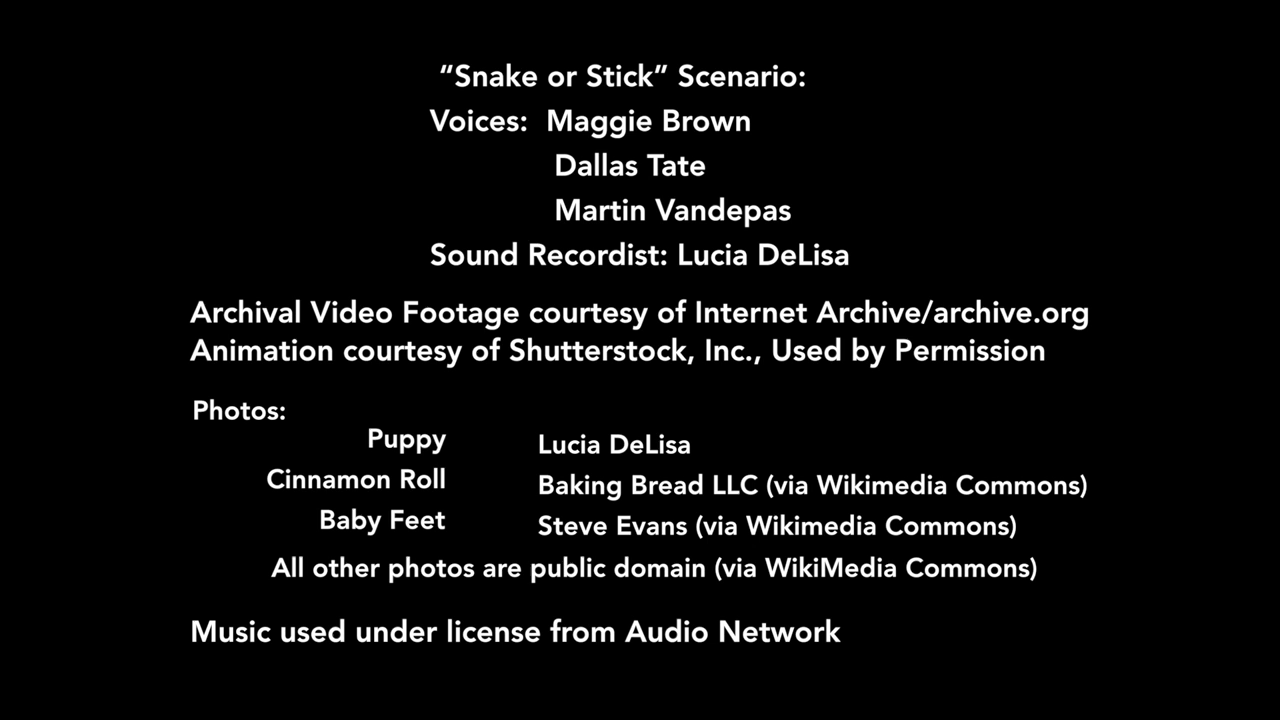 “Snake or Stick” Scenario:
Voices: Maggie Brown
Dallas Tate
Martin Vandepas
Sound Recordist: Lucia DeLisa
Archival Video Footage courtesy of Internet Archive/archive.org
Animation courtesy of Shutterstock, Inc., Used by Permission
Photos:
Puppy Lucia DeLisa
Cinnamon Roll Baking Bread LLC (via Wikimedia Commons)
Baby Feet Steve Evans (via Wikimedia Commons)
All other photos are public domain (via WikiMedia Commons)
Music used under license from Audio Network